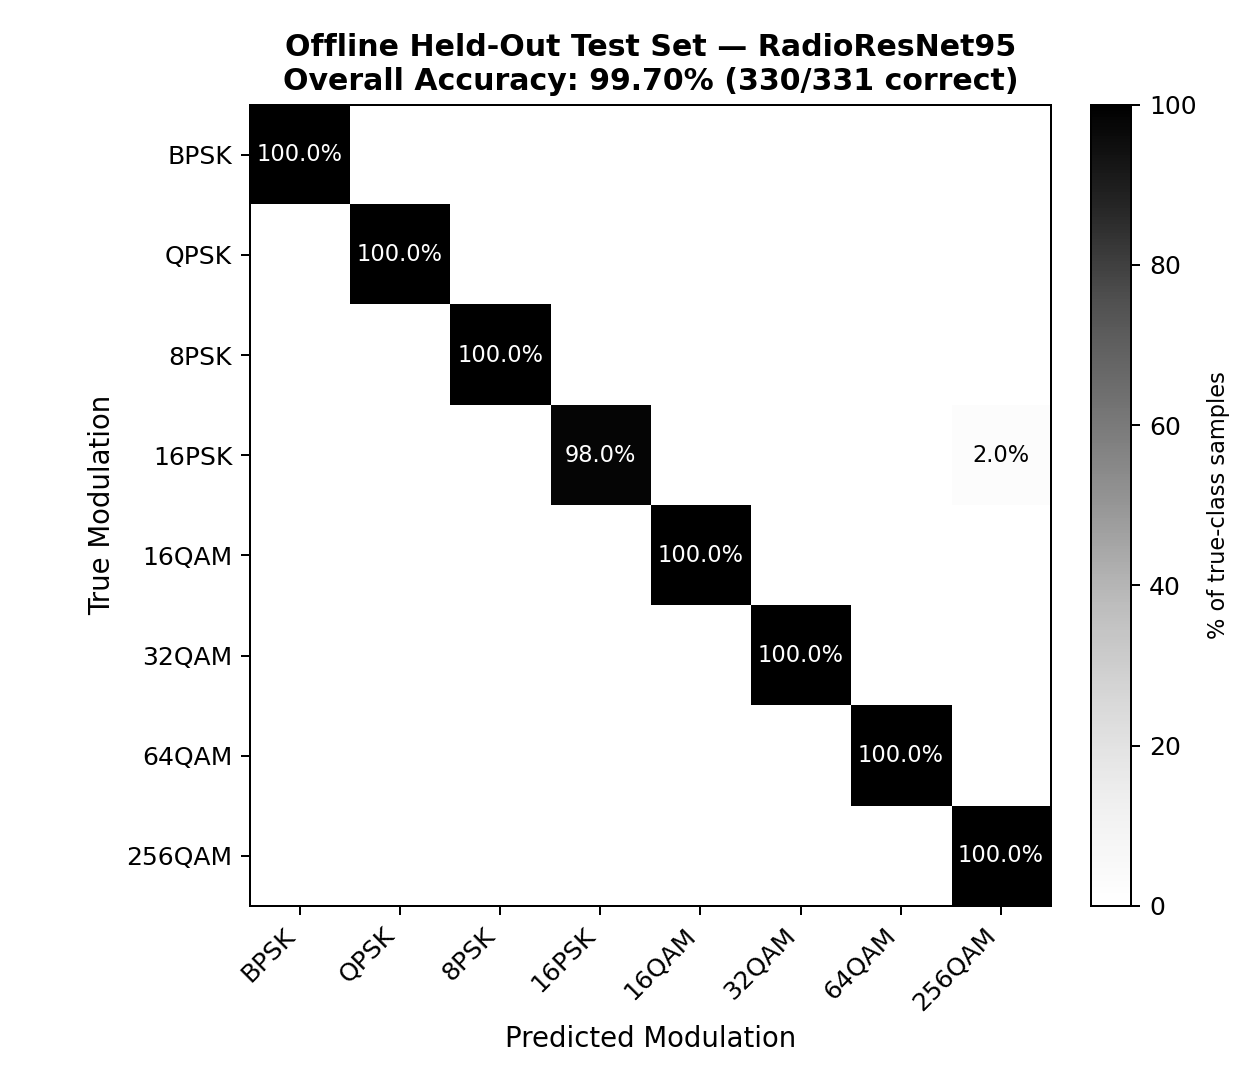 Offline Held-Out Test Set — RadioResNet95
Overall Accuracy: 99.70% (330/331 correct)
True Modulation
BPSK
QPSK
8PSK
16PSK
16QAM
32QAM
64QAM
256QAM
100.0%
100.0%
100.0%
98.0% 2.0%
100.0%
100.0%
100.0%
100.0%
BPSK QPSK 8PSK 16PSK 16QAM 32QAM 64QAM 256QAM
Predicted Modulation
100
80
60
40
20
0
% of true-class samples